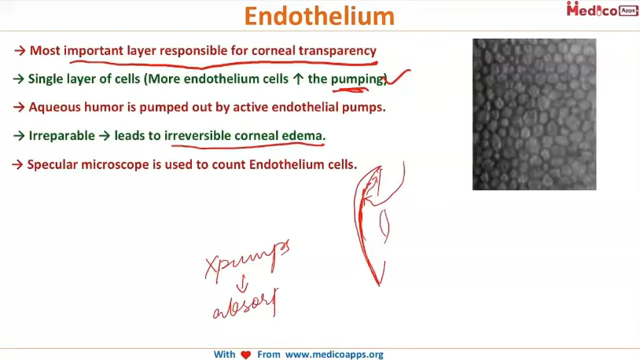 Endothelium
Medico Apps
→ Most important layer responsible for corneal transparency
→ Single layer of cells (More endothelium cells ↑ the pumping)
→ Aqueous humor is pumped out by active endothelial pumps.
→ Irreparable → leads to irreversible corneal edema.
→ Specular microscope is used to count Endothelium cells.
xpumps
↓
absorp
With ❤ From www.medicoapps.org